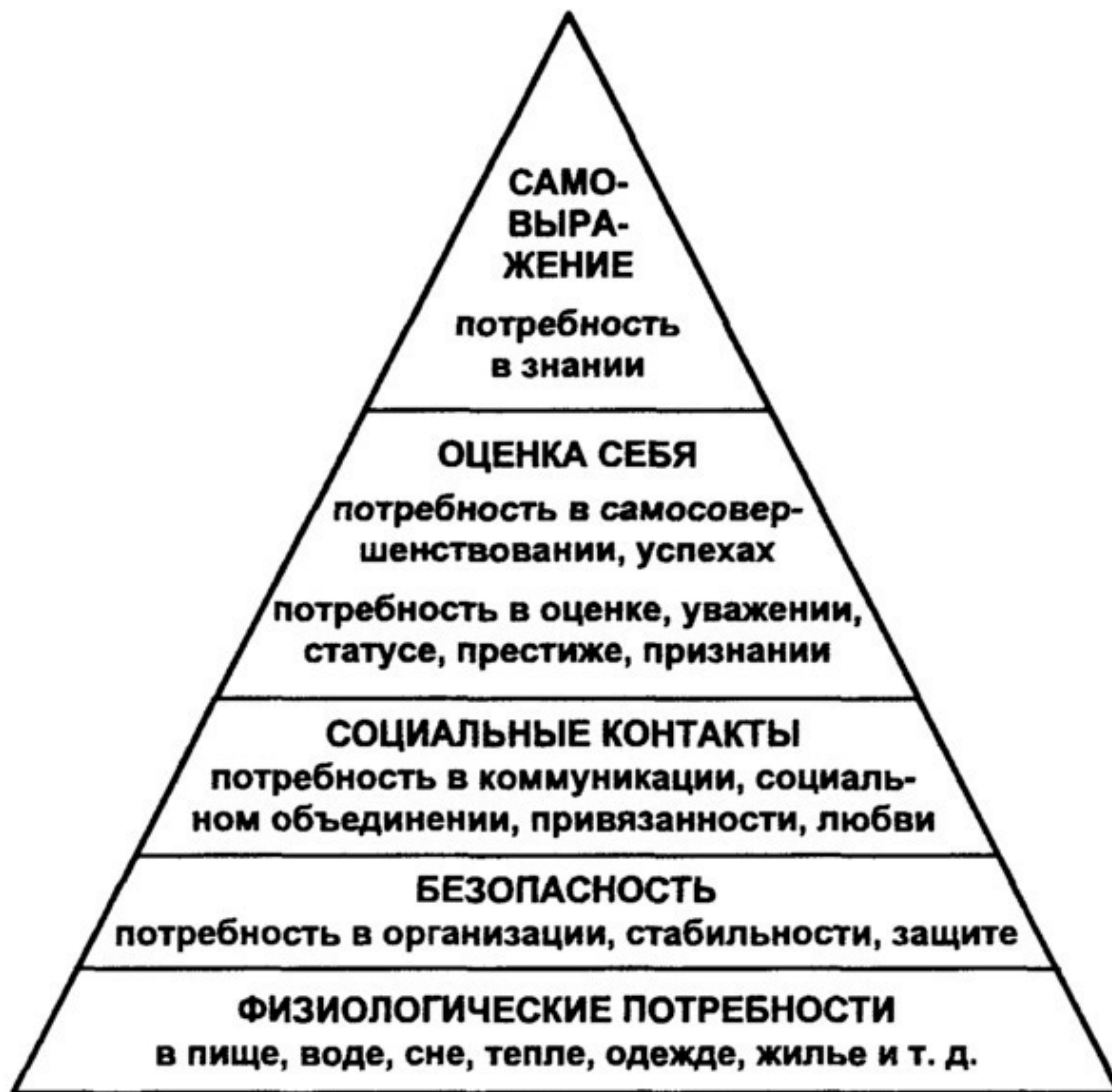 САМО-
ВЫРА-
ЖЕНИЕ
потребность
в знании
ОЦЕНКА СЕБЯ
потребность в самосовер-
шенствовании, успехах
потребность в оценке, уважении,
статусе, престиже, признании
СОЦИАЛЬНЫЕ КОНТАКТЫ
потребность в коммуникации, социаль-
ном объединении, привязанности, любви
БЕЗОПАСНОСТЬ
потребность в организации, стабильности, защите
ФИЗИОЛОГИЧЕСКИЕ ПОТРЕБНОСТИ
в пище, воде, сне, тепле, одежде, жилье и т. д.